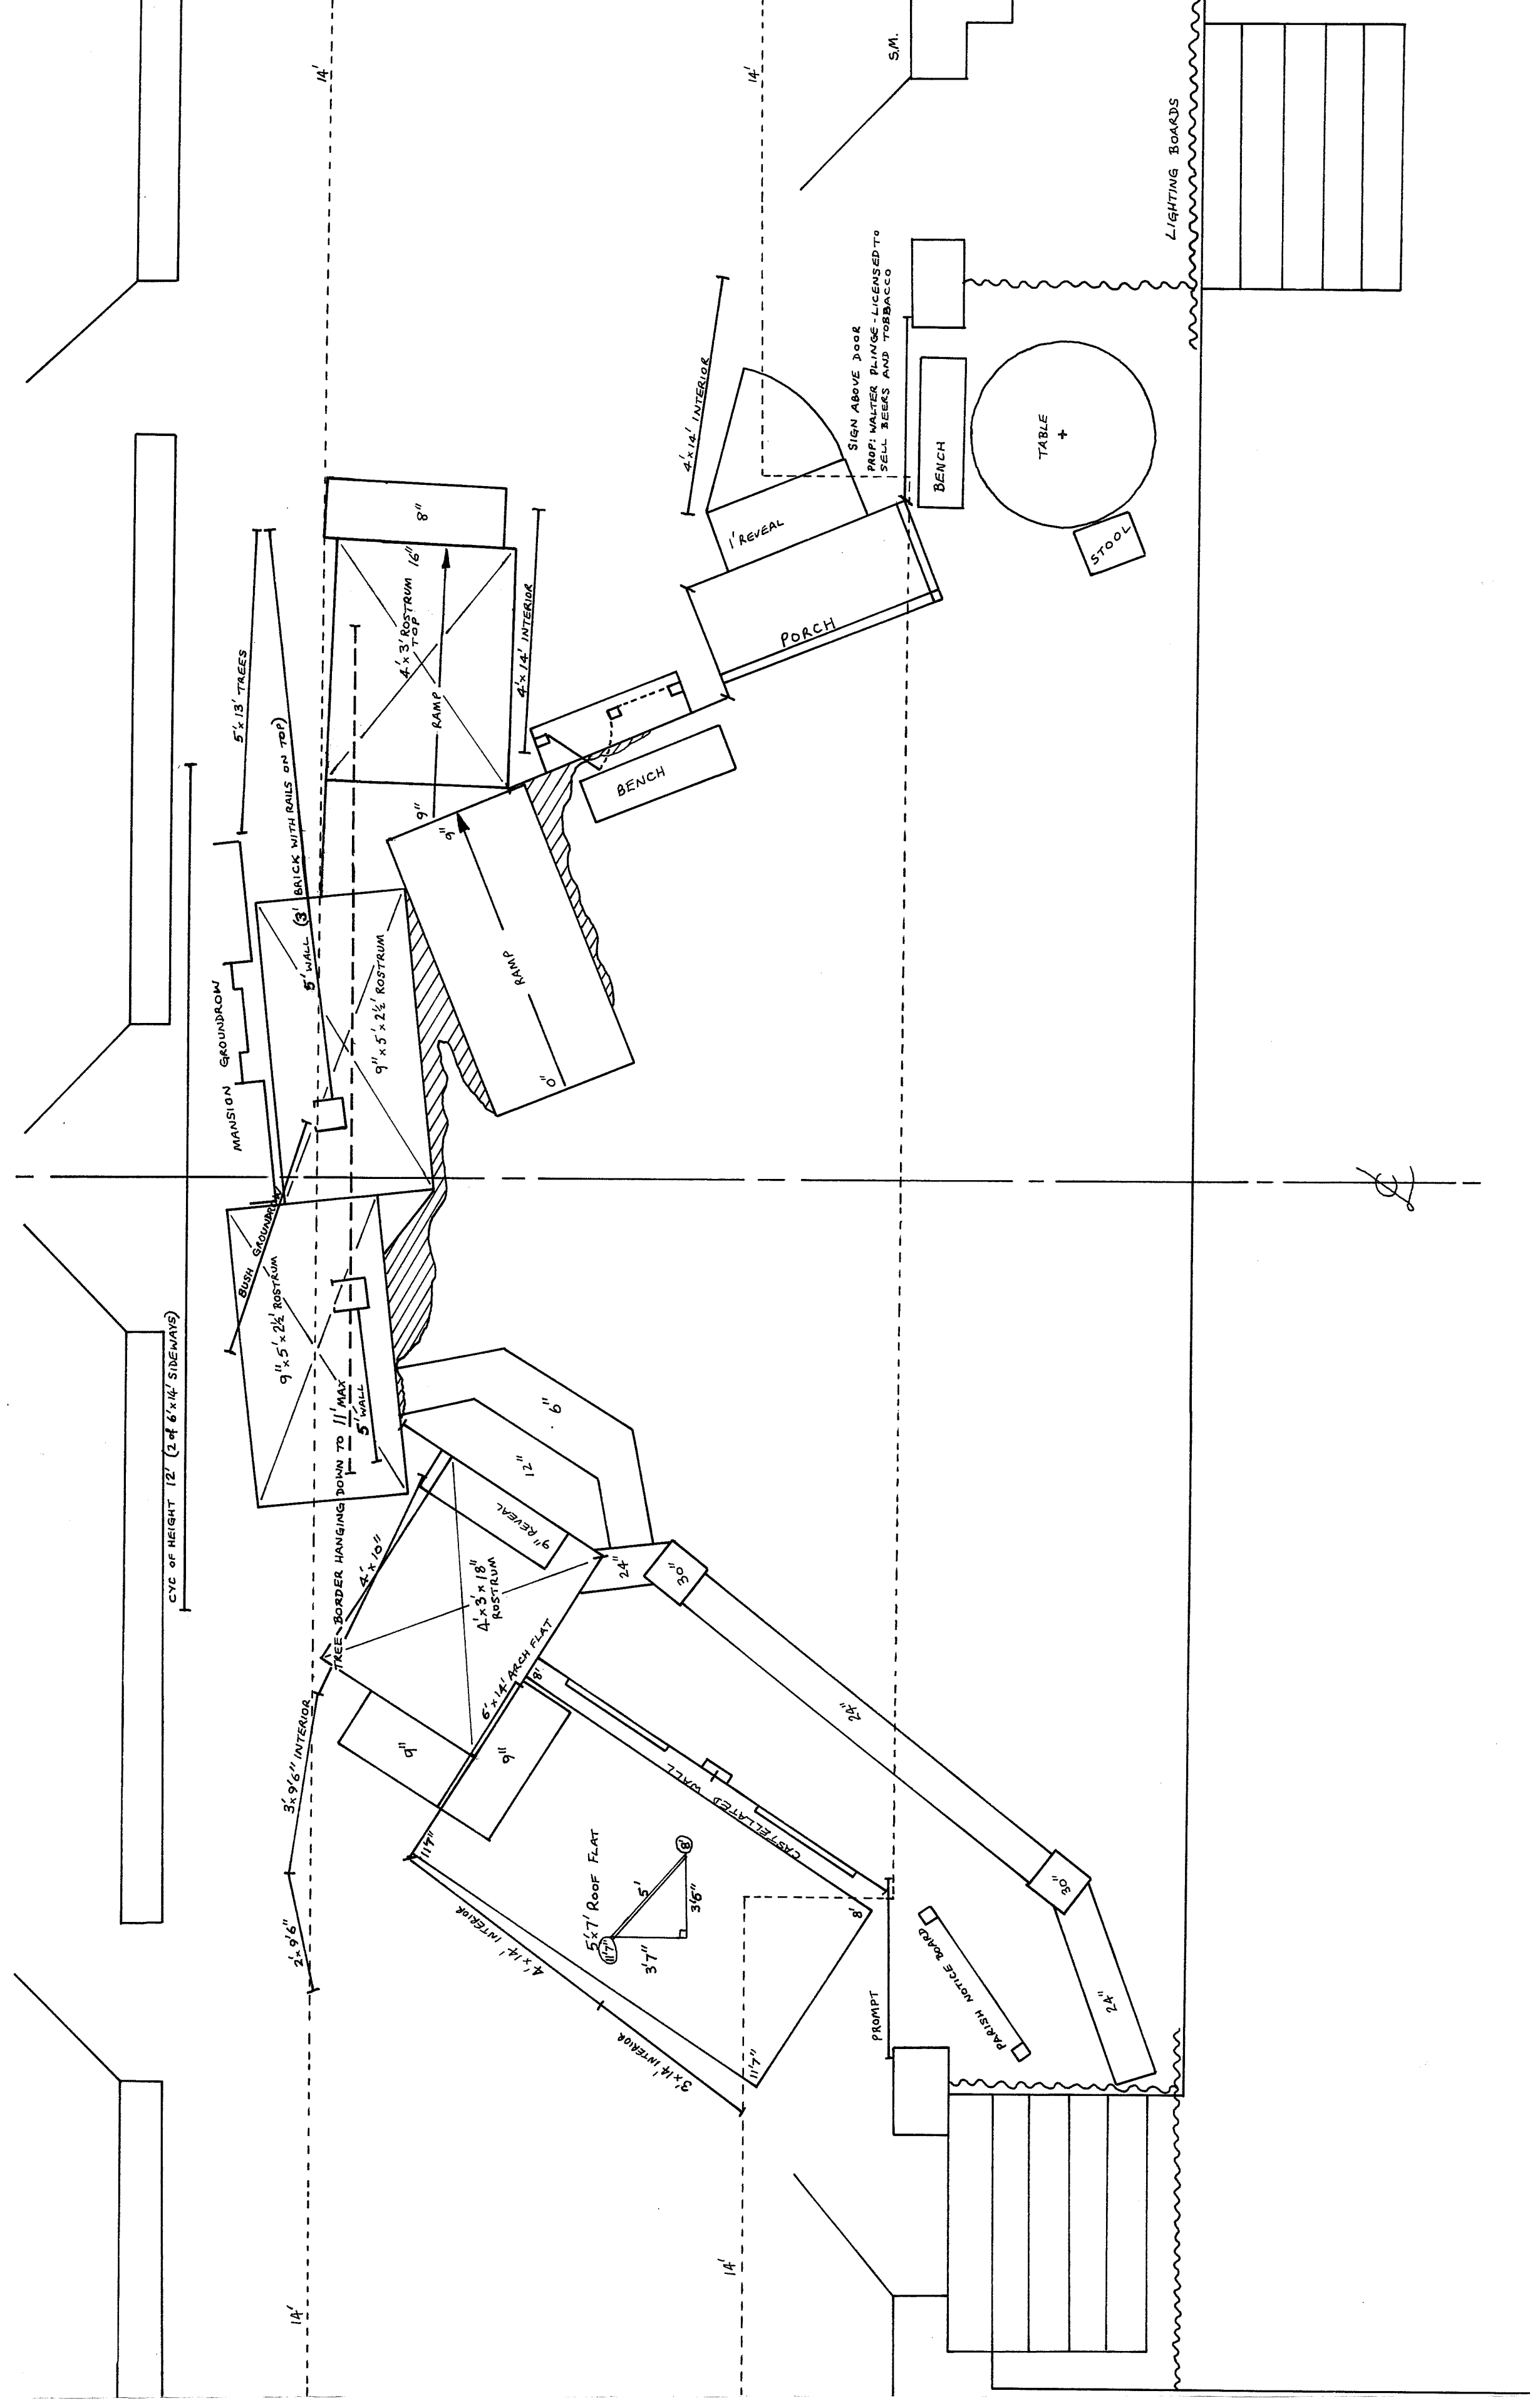 14'
14'
S.M.
LIGHTING BOARDS
SIGN ABOVE DOOR
PROP: WALTER PLINGE - LICENSED TO
SELL BEERS AND TOBBACCO
4'x14' INTERIOR
1' REVEAL
PORCH
BENCH
TABLE
STOOL
BENCH
8"
4'x3' ROSTRUM 16"
TOP
RAMP
4'x14' INTERIOR
5'x13' TREES
5' WALL (3' BRICK WITH RAILS ON TOP)
9"
9"
RAMP
0"
9"x5'x2½' ROSTRUM
MANSION GROUNDROW
BUSH GROUNDROW
9"x5'x2½' ROSTRUM
CYC OF HEIGHT 12' (2 of 6'x14' SIDEWAYS)
TREE BORDER HANGING DOWN TO 11' MAX
5' WALL
6"
12"
9" REVEAL
4'x10"
4'x3'x18"
ROSTRUM
24"
30"
6'x14' ARCH FLAT
8'
9"
9"
3'x9'6" INTERIOR
2'x9'6"
11'7"
CASTELLATED WALL
24"
5'x7' ROOF FLAT
5'
8'
11'7"
3'6"
3'7"
4'x14' INTERIOR
3'x14' INTERIOR
8'
11'7"
PROMPT
PARISH NOTICE BOARD
30"
24"
14'
14'